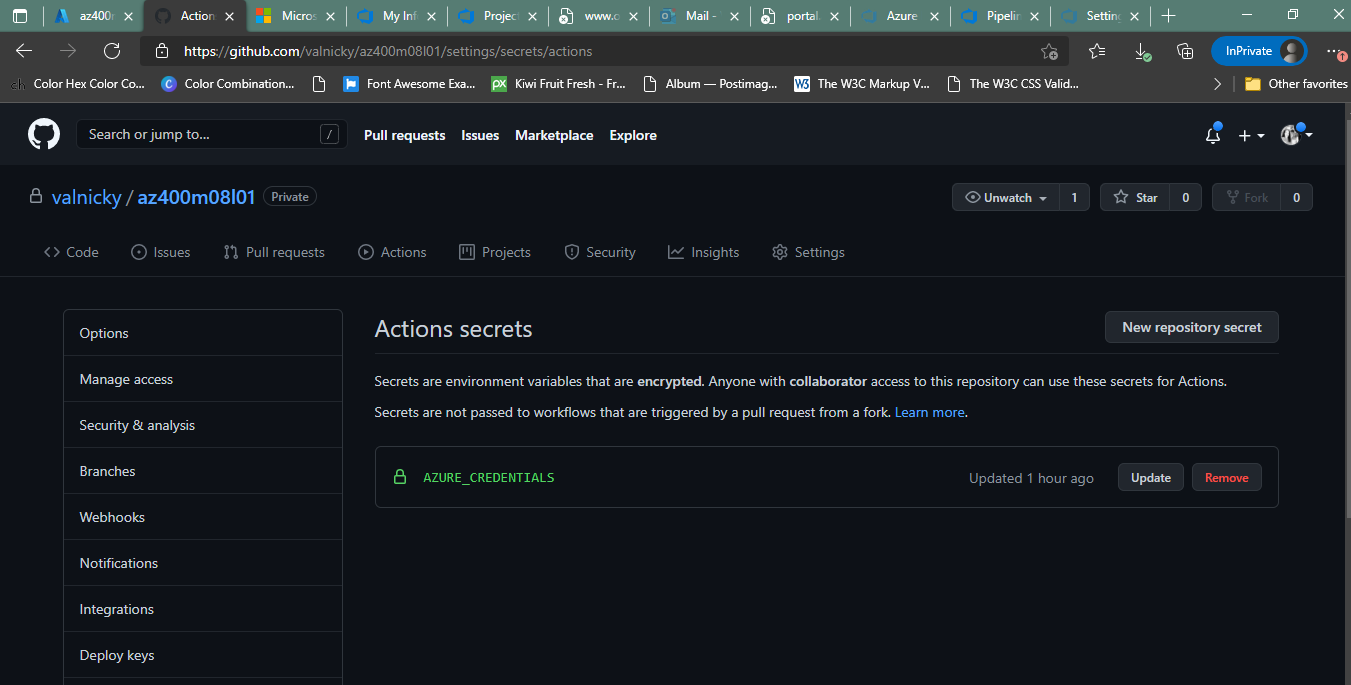 az400 Action Micros My Inf Projec www.c Mail - portal. Azure Pipelin Setting
https://github.com/valnicky/az400m08l01/settings/secrets/actions InPrivate 1
ch Color Hex Color Co... C Color Combination... Font Awesome Exa... px Kiwi Fruit Fresh - Fr... Album — Postimag... W3 The W3C Markup V... The W3C CSS Valid... Other favorites
Search or jump to... / Pull requests Issues Marketplace Explore
valnicky / az400m08l01 Private Unwatch 1 Star 0 Fork 0
Code Issues Pull requests Actions Projects Security Insights Settings
Options
Manage access
Security & analysis
Branches
Webhooks
Notifications
Integrations
Deploy keys
Actions secrets New repository secret
Secrets are environment variables that are encrypted. Anyone with collaborator access to this repository can use these secrets for Actions.
Secrets are not passed to workflows that are triggered by a pull request from a fork. Learn more.
AZURE_CREDENTIALS Updated 1 hour ago Update Remove